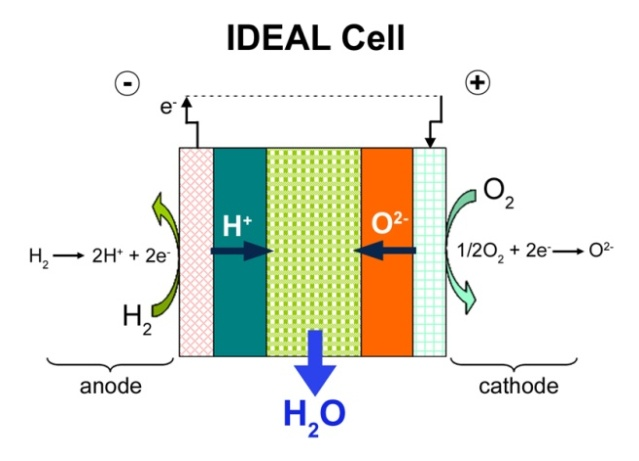 IDEAL Cell
- +
e-
H+ O2-
O2
H2 → 2H+ + 2e- 1/2O2 + 2e- → O2-
H2
anode cathode
H2O